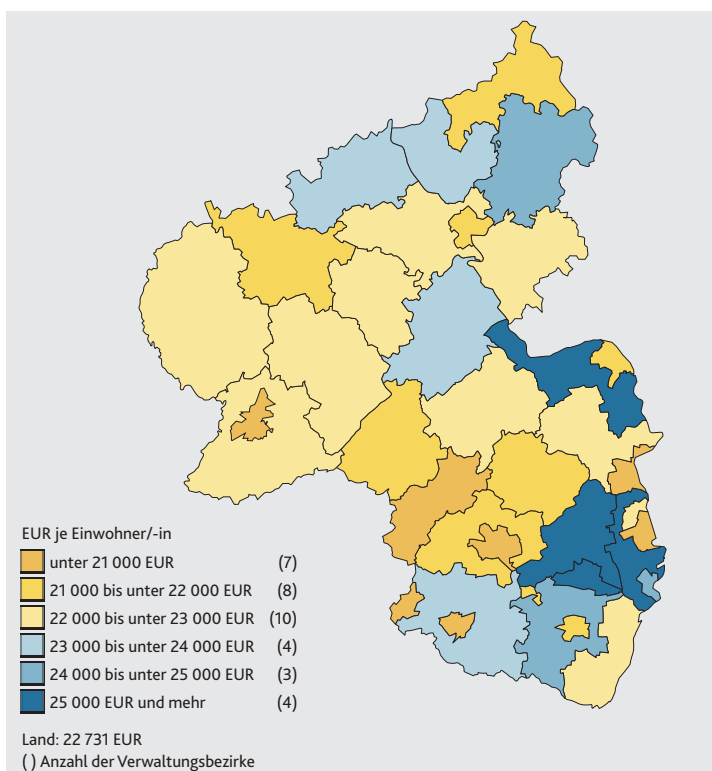 EUR je Einwohner/-in
unter 21 000 EUR (7)
21 000 bis unter 22 000 EUR (8)
22 000 bis unter 23 000 EUR (10)
23 000 bis unter 24 000 EUR (4)
24 000 bis unter 25 000 EUR (3)
25 000 EUR und mehr (4)
Land: 22 731 EUR
( ) Anzahl der Verwaltungsbezirke